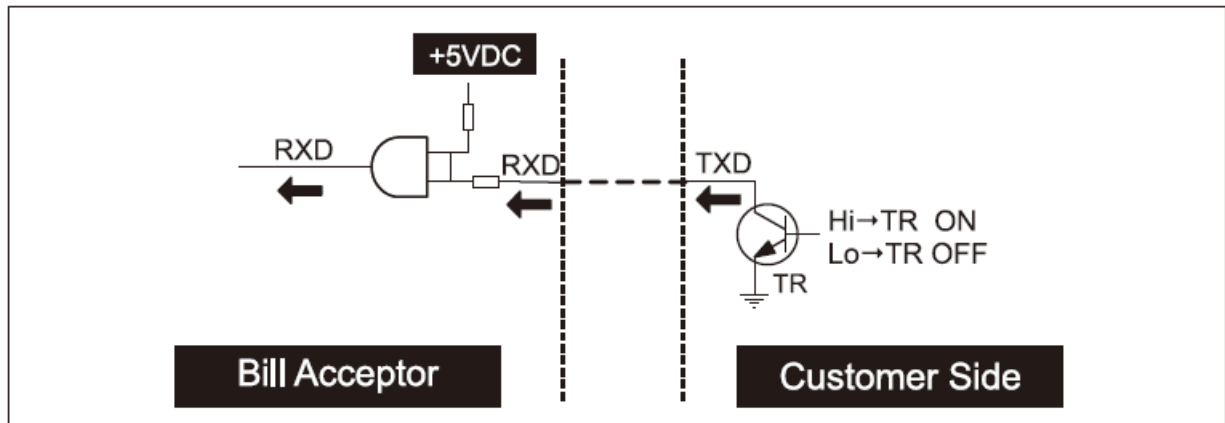 +5VDC
RXD
RXD
TXD
Hi→TR ON
Lo→TR OFF
TR
Bill Acceptor
Customer Side